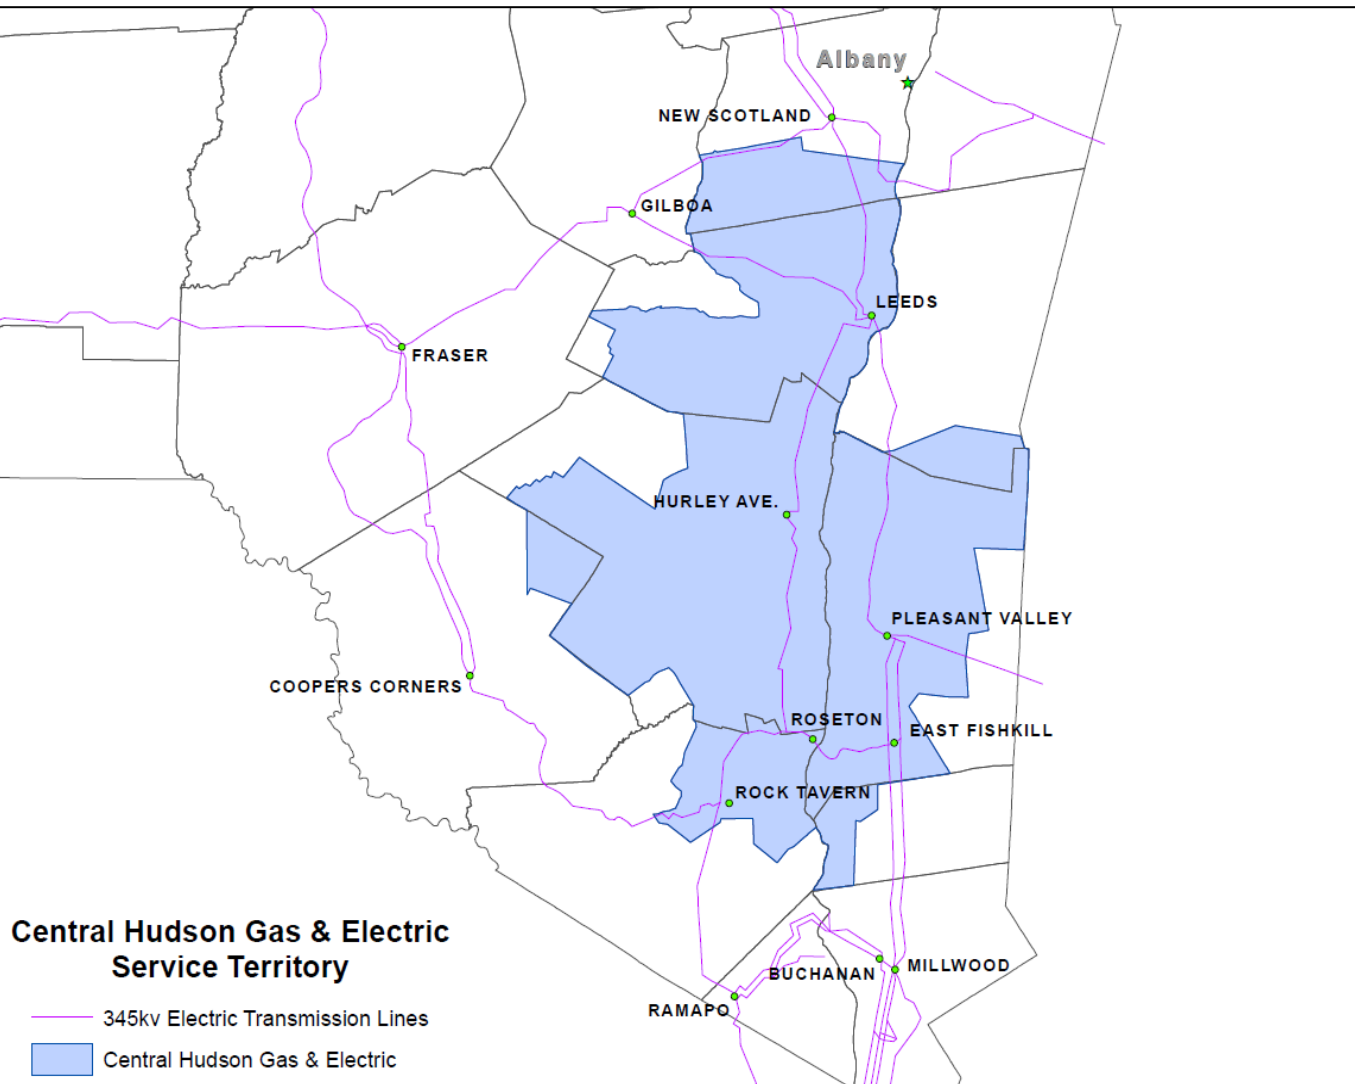 Albany
NEW SCOTLAND
GILBOA
LEEDS
FRASER
HURLEY AVE.
PLEASANT VALLEY
COOPERS CORNERS
ROSETON
EAST FISHKILL
ROCK TAVERN
Central Hudson Gas & Electric
Service Territory
BUCHANAN
MILLWOOD
RAMAPO
345kv Electric Transmission Lines
Central Hudson Gas & Electric